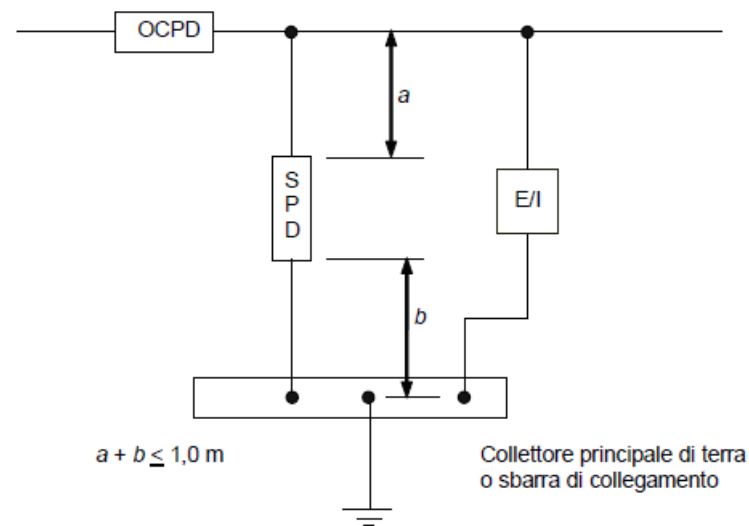 OCPD
a
S
P
D
E/I
b
a + b ≤ 1,0 m
Collettore principale di terra
o sbarra di collegamento